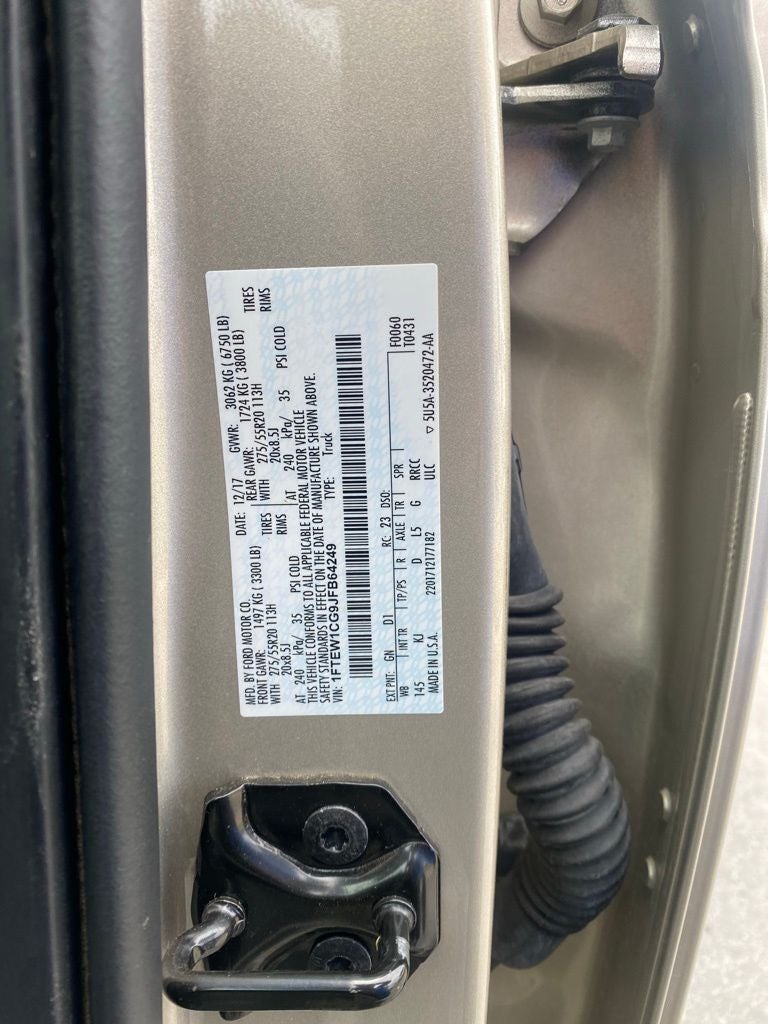 MFD. BY FORD MOTOR CO. DATE: 12/17 GVWR: 3062 KG ( 6750 LB)
FRONT GAWR: 1497 KG (3300 LB) REAR GAWR: 1724 KG ( 3800 LB)
WITH 275/55R20 113H TIRES WITH 275/55R20 113H TIRES
20x8.5J RIMS 20x8.5J RIMS
AT 240 kPa/ 35 PSI COLD AT 240 kPa/ 35 PSI COLD
THIS VEHICLE CONFORMS TO ALL APPLICABLE FEDERAL MOTOR VEHICLE
SAFETY STANDARDS IN EFFECT ON THE DATE OF MANUFACTURE SHOWN ABOVE.
VIN: 1FTEW1CG9JFB64249 TYPE: Truck
F0060
EXT PNT: GN D1 RC: 23 DSO: T0431
WB INT TR TP/PS R AXLE TR SPR
145 KJ D L5 G RRCC ▽ 5U5A-3520472-AA
MADE IN U.S.A. 2201712177182 ULC